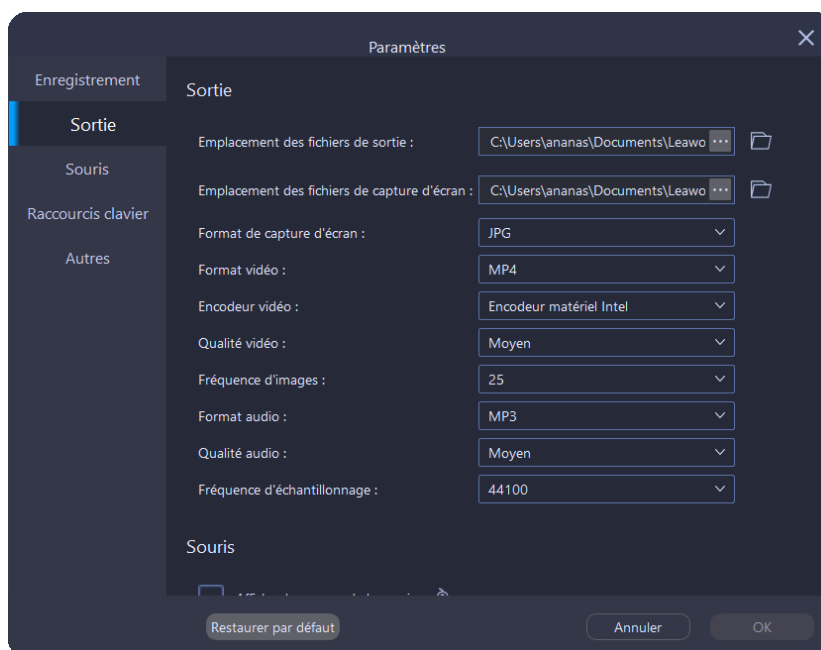 Paramètres
Enregistrement
Sortie
Souris
Raccourcis clavier
Autres
Sortie
Emplacement des fichiers de sortie : C:\Users\ananas\Documents\Leawo ...
Emplacement des fichiers de capture d'écran : C:\Users\ananas\Documents\Leawo ...
Format de capture d'écran : JPG
Format vidéo : MP4
Encodeur vidéo : Encodeur matériel Intel
Qualité vidéo : Moyen
Fréquence d'images : 25
Format audio : MP3
Qualité audio : Moyen
Fréquence d'échantillonnage : 44100
Souris
Restaurer par défaut
Annuler
OK